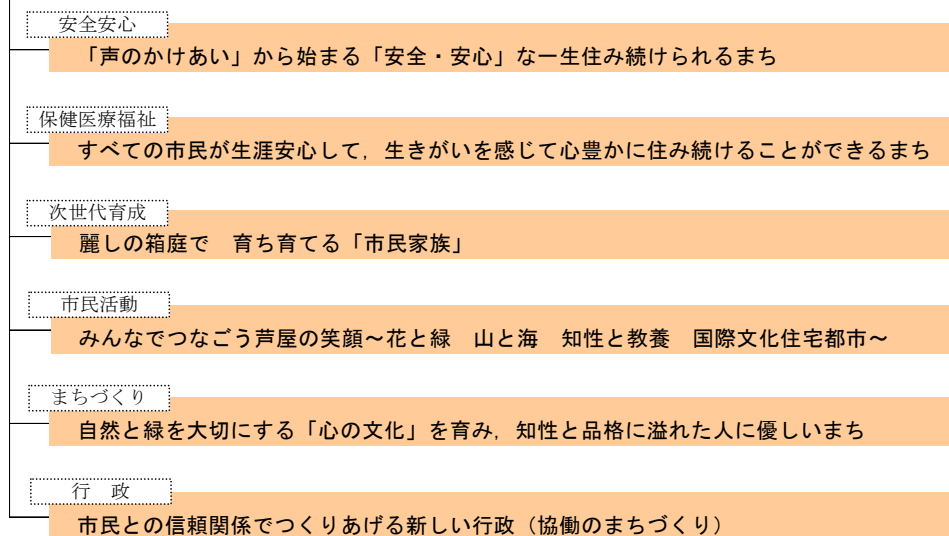 安全安心
「声のかけあい」から始まる「安全・安心」な一生住み続けられるまち
保健医療福祉
すべての市民が生涯安心して，生きがいを感じて心豊かに住み続けることができるまち
次世代育成
麗しの箱庭で　育ち育てる「市民家族」
市民活動
みんなでつなごう芦屋の笑顔～花と緑　山と海　知性と教養　国際文化住宅都市～
まちづくり
自然と緑を大切にする「心の文化」を育み，知性と品格に溢れた人に優しいまち
行　政
市民との信頼関係でつくりあげる新しい行政（協働のまちづくり）